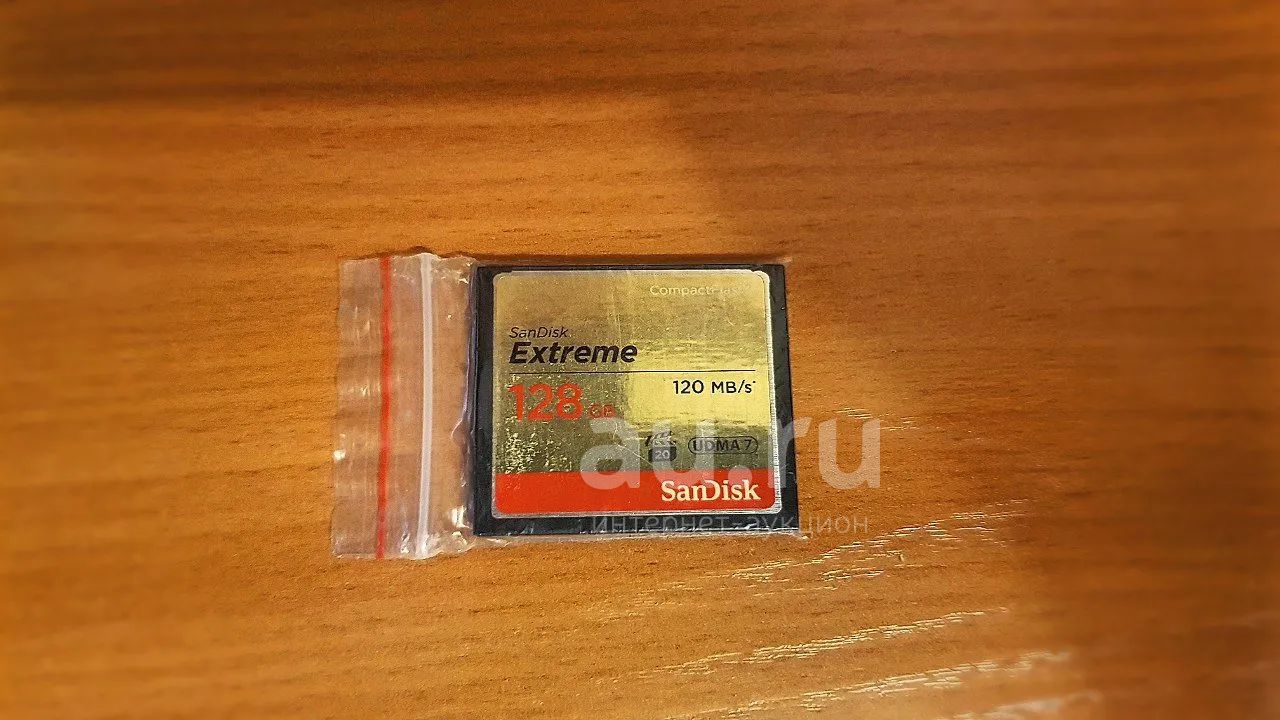 CompactFlash
SanDisk
Extreme
128 GB
120 MB/s*
20
UDMA 7
SanDisk
au.ru
интернет-аукцион